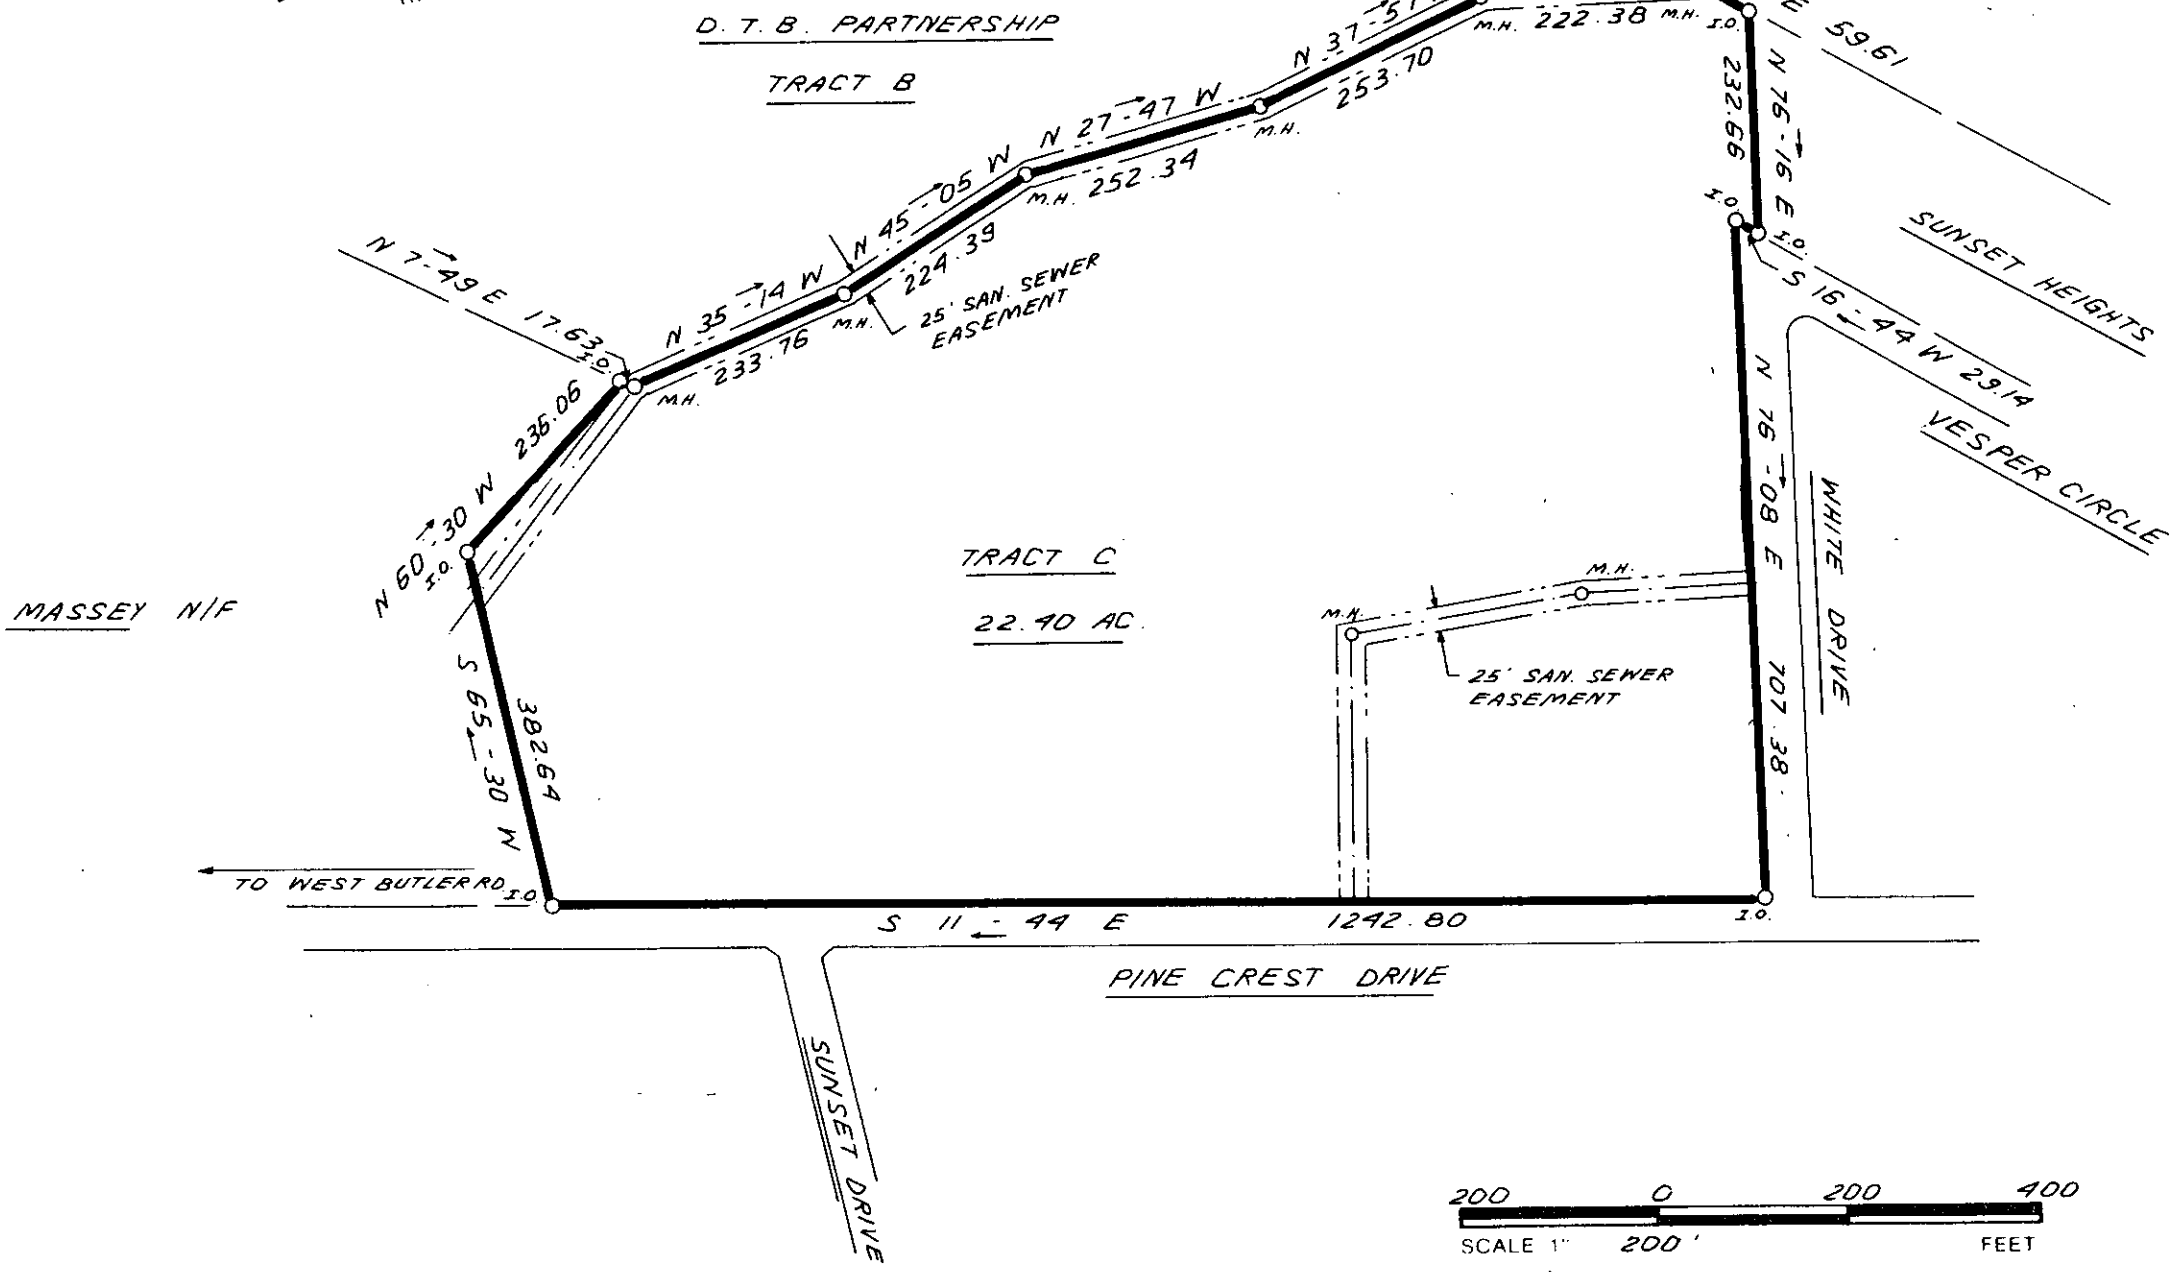 D.T.B. PARTNERSHIP
TRACT B
N 37-51
253.70
M.H.
222.38
M.H.
I.O.
E 59.61
N 76-16 E
232.66
I.O.
I.O.
S 16-44 W 29.14
SUNSET HEIGHTS
VESPER CIRCLE
N 27-47 W
252.34
M.H.
M.H.
N 45-05 W
224.39
M.H.
25' SAN. SEWER
EASEMENT
N 35-14 W
233.76
M.H.
N 7-49 E 17.63
I.O.
235.06
N 60-30 W
I.O.
MASSEY N/F
S 65-30 W
382.64
TRACT C
22.40 AC.
M.H.
M.H.
25' SAN. SEWER
EASEMENT
N 76-08 E 707.38
WHITE DRIVE
TO WEST BUTLER RD.
I.O.
S 11-44 E 1242.80
I.O.
PINE CREST DRIVE
SUNSET DRIVE
200 0 200 400
SCALE 1" 200' FEET